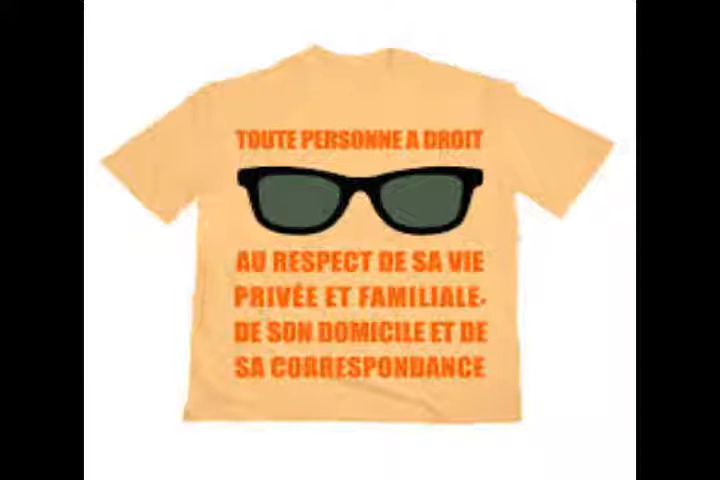 TOUTE PERSONNE A DROIT
AU RESPECT DE SA VIE
PRIVÉE ET FAMILIALE,
DE SON DOMICILE ET DE
SA CORRESPONDANCE